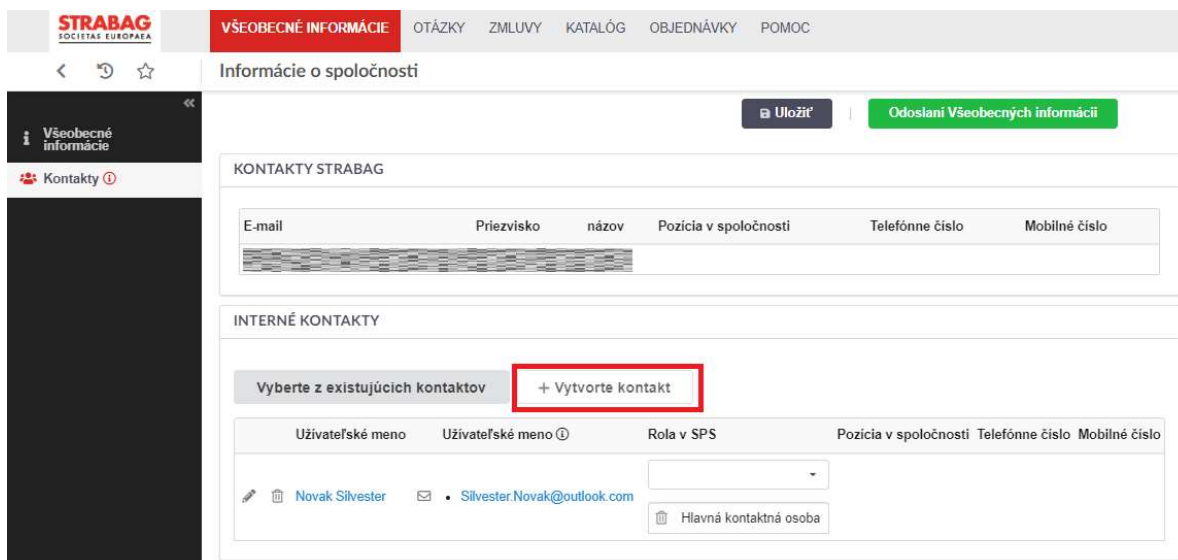 STRABAG
SOCIETAS EUROPAEA
VŠEOBECNÉ INFORMÁCIE OTÁZKY ZMLUVY KATALÓG OBJEDNÁVKY POMOC
Informácie o spoločnosti
Uložiť Odoslani Všeobecných informácii
Všeobecné
informácie
Kontakty
KONTAKTY STRABAG
E-mail Priezvisko názov Pozícia v spoločnosti Telefónne číslo Mobilné číslo
INTERNÉ KONTAKTY
Vyberte z existujúcich kontaktov + Vytvorte kontakt
Užívateľské meno Užívateľské meno Rola v SPS Pozícia v spoločnosti Telefónne číslo Mobilné číslo
Novak Silvester • Silvester.Novak@outlook.com
Hlavná kontaktná osoba